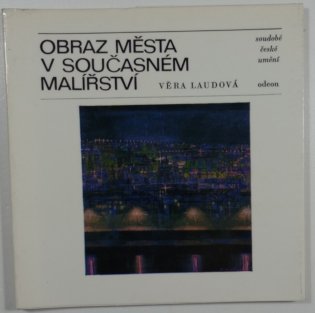 OBRAZ MĚSTA
V SOUČASNÉM
MALÍŘSTVÍ
VĚRA LAUDOVÁ
soudobé
české
umění
odeon